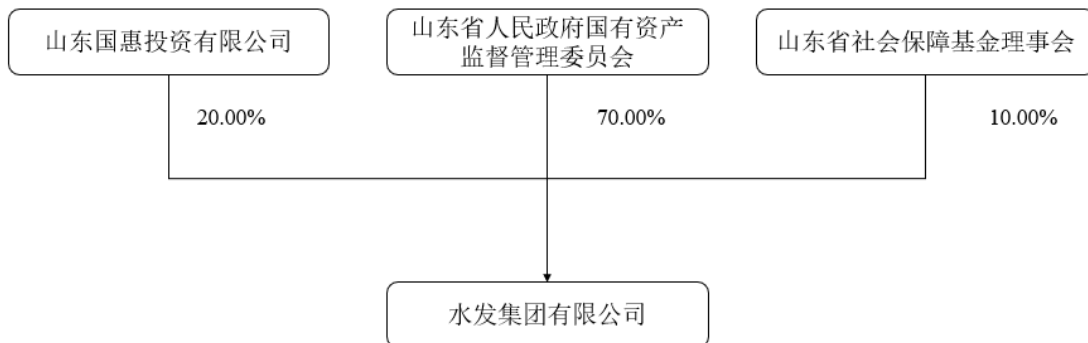 山东国惠投资有限公司
山东省人民政府国有资产
监督管理委员会
山东省社会保障基金理事会
20.00%
70.00%
10.00%
水发集团有限公司